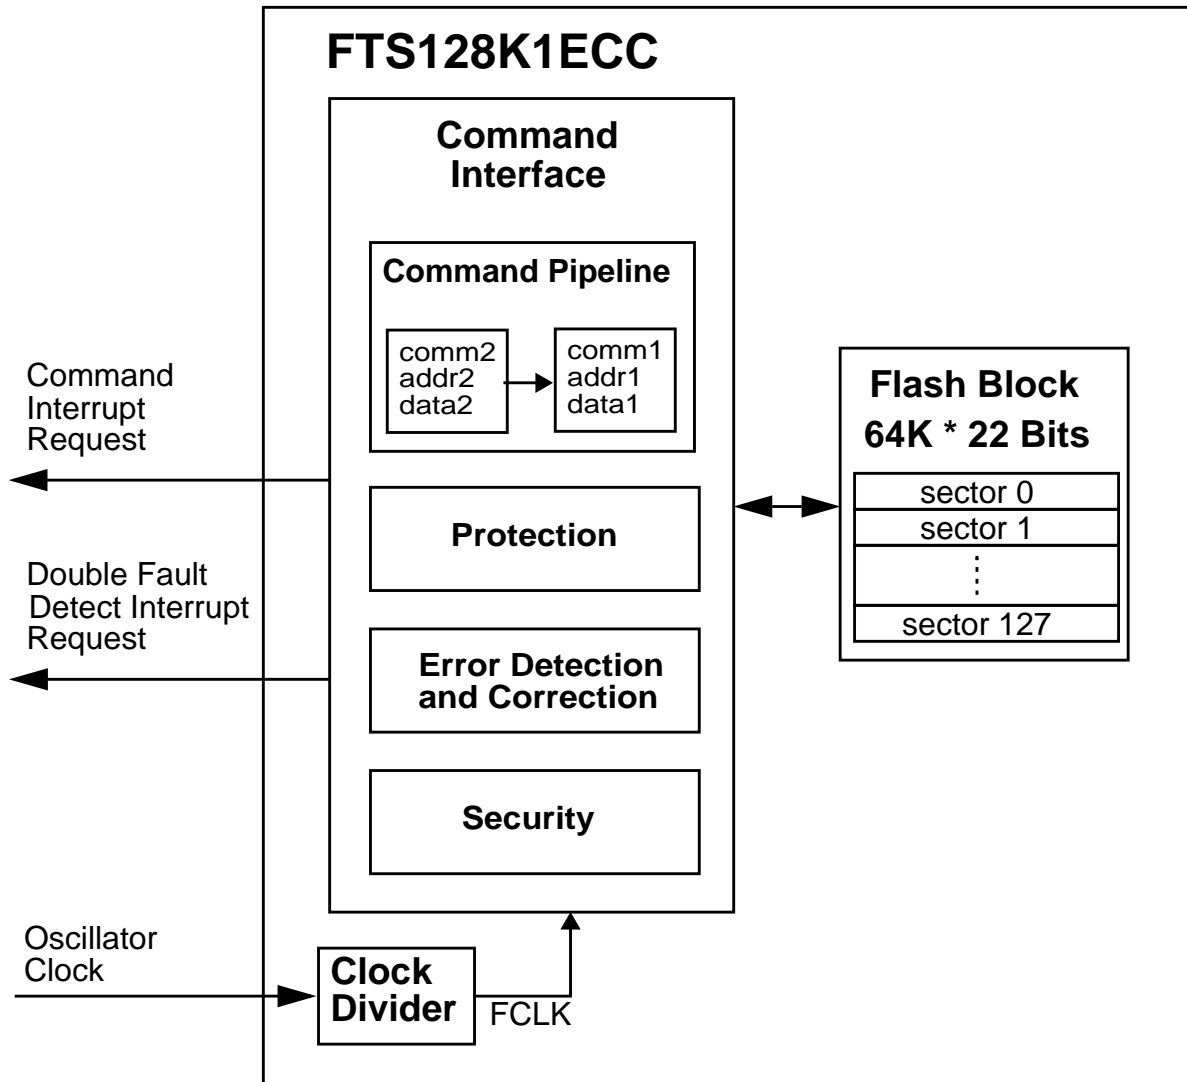 FTS128K1ECC
Command
Interface
Command Pipeline
comm2
addr2
data2
comm1
addr1
data1
Command
Interrupt
Request
Flash Block
64K * 22 Bits
sector 0
sector 1
sector 127
Protection
Double Fault
Detect Interrupt
Request
Error Detection
and Correction
Security
Oscillator
Clock
Clock
Divider
FCLK